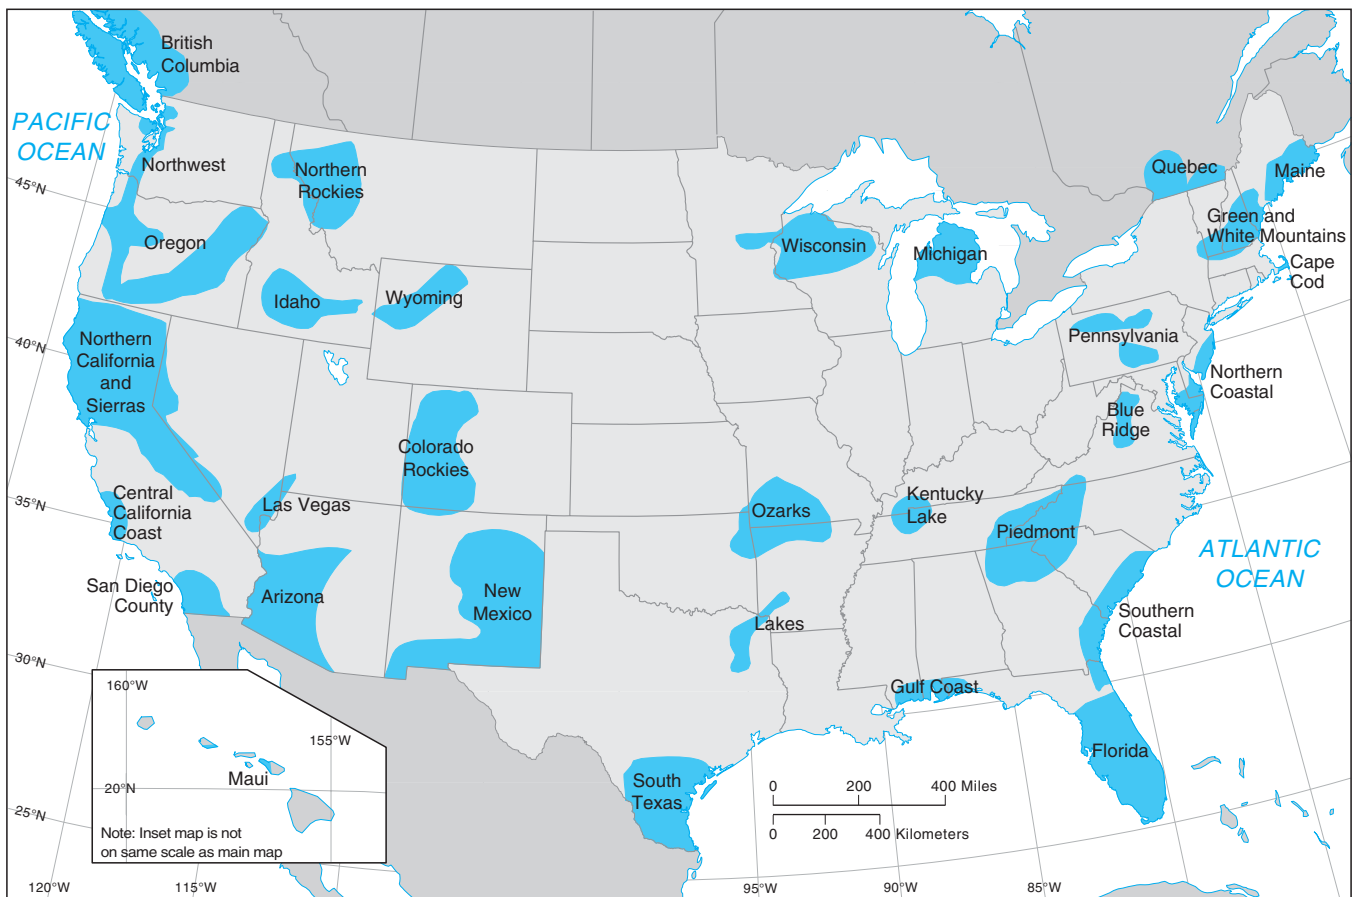 British
Columbia
PACIFIC
OCEAN
45°N
Northwest
Northern
Rockies
Quebec
Maine
Oregon
Wisconsin
Michigan
Green and
White Mountains
Cape
Cod
Idaho
Wyoming
40°N
Northern
California
and
Sierras
Pennsylvania
Northern
Coastal
Blue
Ridge
Colorado
Rockies
35°N
Central
California
Coast
Las Vegas
Ozarks
Kentucky
Lake
Piedmont
ATLANTIC
OCEAN
San Diego
County
Arizona
New
Mexico
Lakes
Southern
Coastal
30°N
Gulf Coast
160°W
155°W
Maui
20°N
Note: Inset map is not
on same scale as main map
Florida
South
Texas
0 200 400 Miles
0 200 400 Kilometers
25°N
120°W
115°W
95°W
90°W
85°W